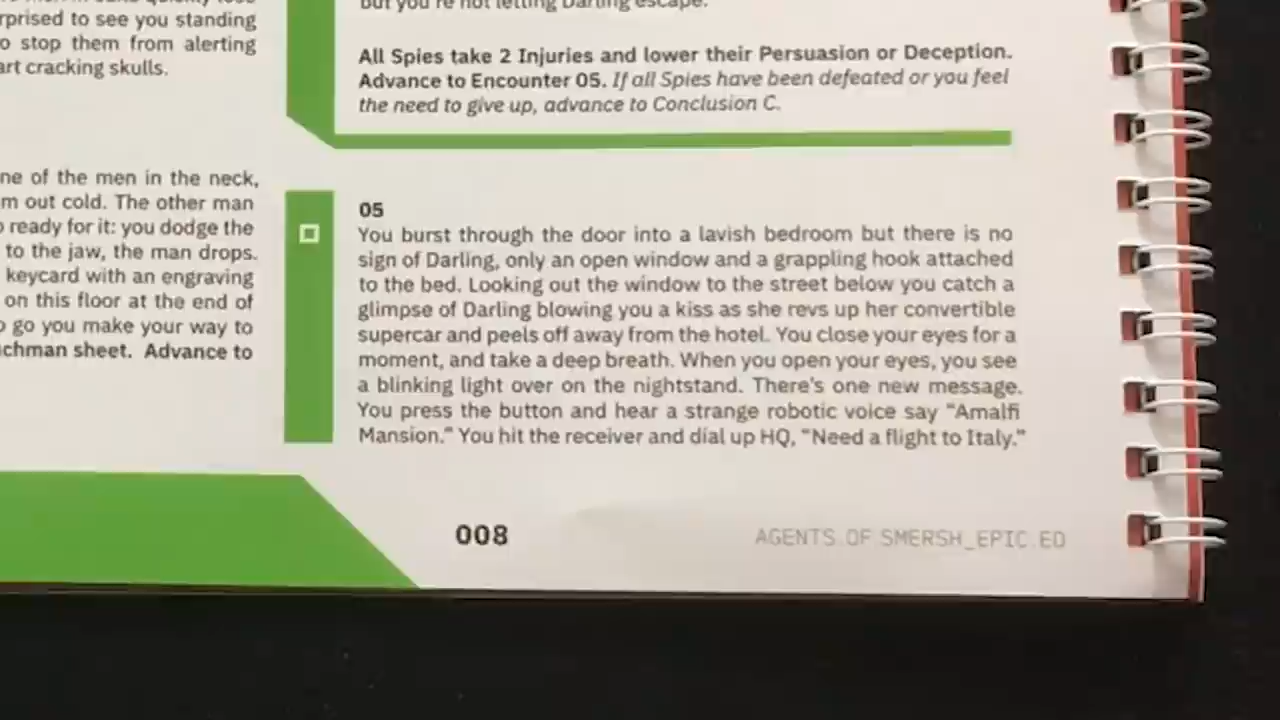 rprised to see you standing
o stop them from alerting
art cracking skulls.
ne of the men in the neck,
m out cold. The other man
ready for it: you dodge the
to the jaw, the man drops.
keycard with an engraving
on this floor at the end of
go you make your way to
chman sheet. Advance to
but you're not letting Darling escape.
All Spies take 2 Injuries and lower their Persuasion or Deception.
Advance to Encounter 05. If all Spies have been defeated or you feel
the need to give up, advance to Conclusion C.
05
You burst through the door into a lavish bedroom but there is no
sign of Darling, only an open window and a grappling hook attached
to the bed. Looking out the window to the street below you catch a
glimpse of Darling blowing you a kiss as she revs up her convertible
supercar and peels off away from the hotel. You close your eyes for a
moment, and take a deep breath. When you open your eyes, you see
a blinking light over on the nightstand. There's one new message.
You press the button and hear a strange robotic voice say "Amalfi
Mansion." You hit the receiver and dial up HQ, "Need a flight to Italy."
008
AGENTS.OF.SMERSH_EPIC.ED